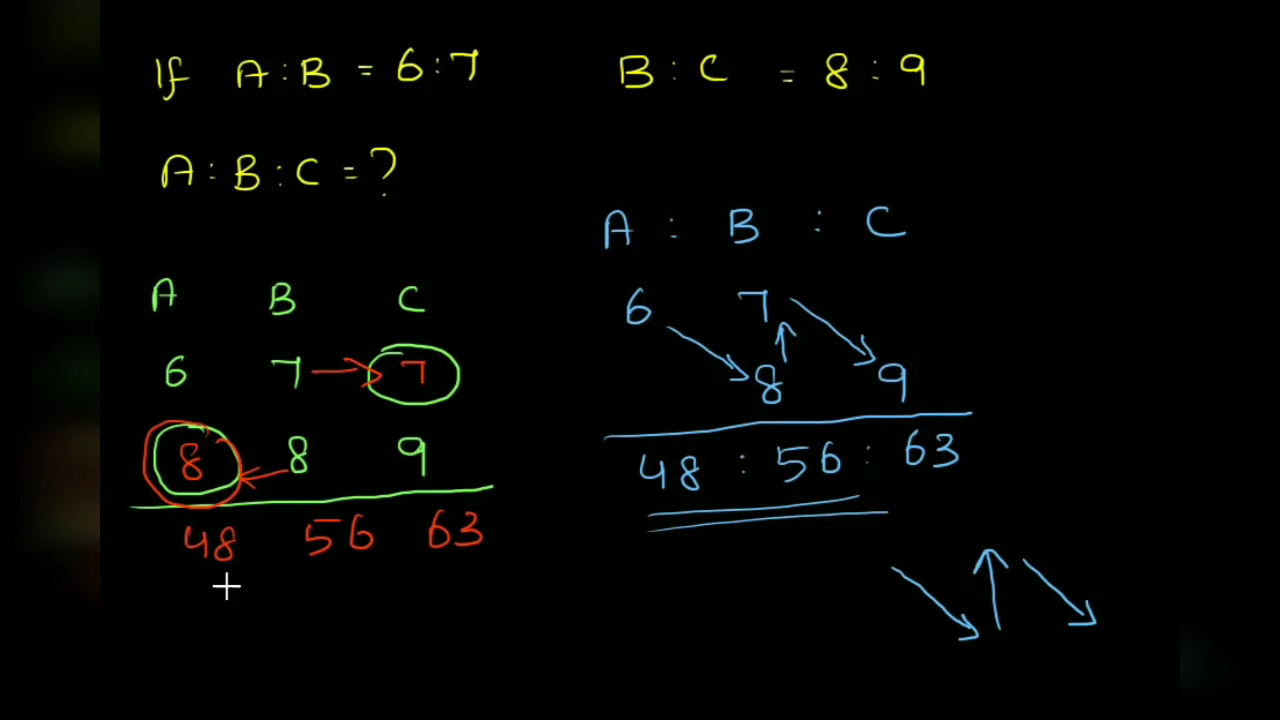 If A : B = 6 : 7 B : C = 8 : 9
A : B : C = ?
A B C
6 7 7
8 8 9
48 56 63
A : B : C
6 7
8 9
48 : 56 : 63